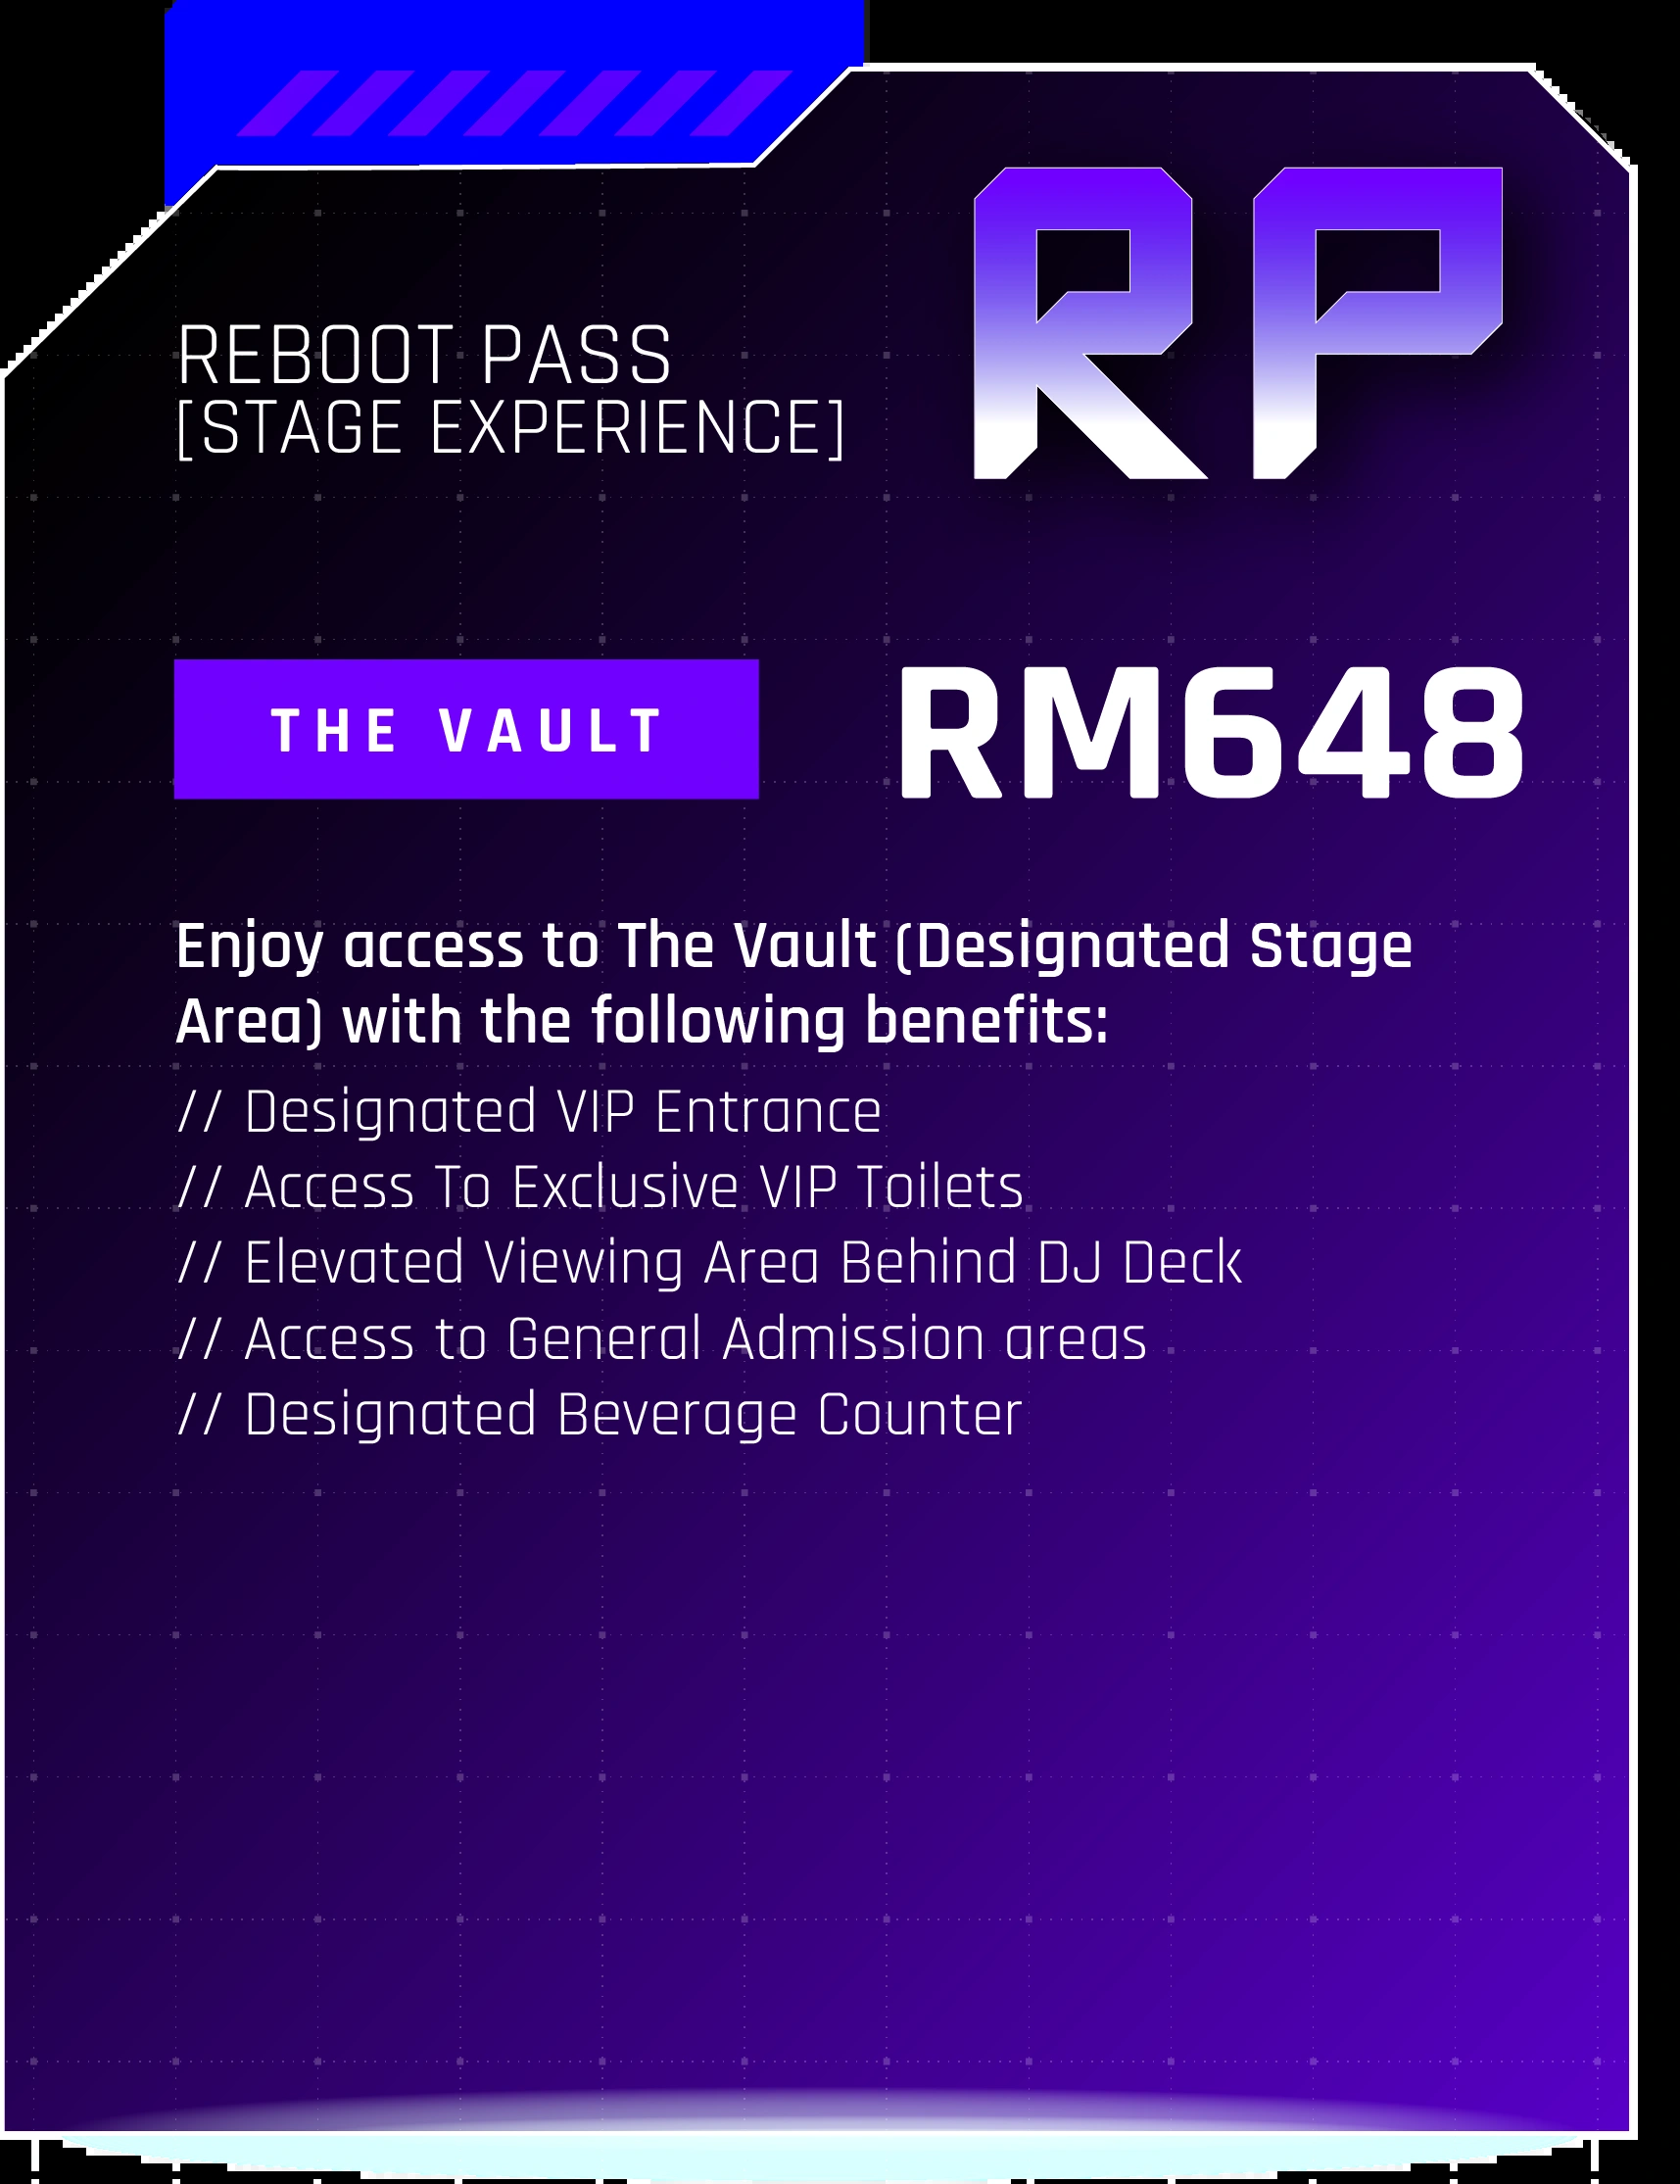 RP
REBOOT PASS
[STAGE EXPERIENCE]
THE VAULT
RM648
Enjoy access to The Vault (Designated Stage
Area) with the following benefits:
// Designated VIP Entrance
// Access To Exclusive VIP Toilets
// Elevated Viewing Area Behind DJ Deck
// Access to General Admission areas
// Designated Beverage Counter